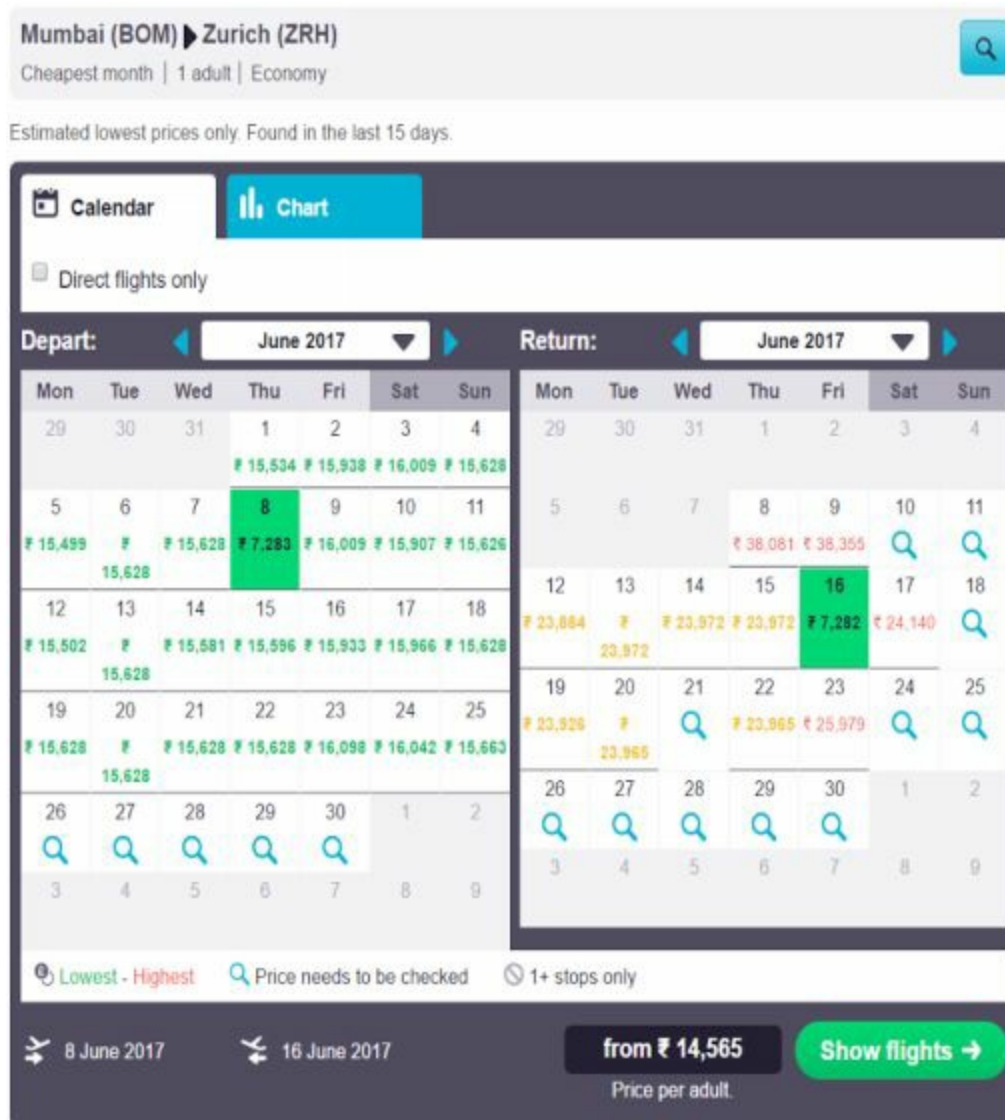 Mumbai (BOM) Zurich (ZRH)
Cheapest month | 1 adult | Economy
Estimated lowest prices only. Found in the last 15 days.
Calendar Chart
Direct flights only
Depart: June 2017
Mon Tue Wed Thu Fri Sat Sun
29 30 31 1 2 3 4
₹ 15,534 ₹ 15,938 ₹ 16,009 ₹ 15,628
5 6 7 8 9 10 11
₹ 15,499 ₹ ₹ 15,628 ₹ 7,283 ₹ 16,009 ₹ 15,907 ₹ 15,626
15,628
12 13 14 15 16 17 18
₹ 15,502 ₹ ₹ 15,581 ₹ 15,596 ₹ 15,933 ₹ 15,966 ₹ 15,628
15,628
19 20 21 22 23 24 25
₹ 15,628 ₹ ₹ 15,628 ₹ 15,628 ₹ 16,098 ₹ 16,042 ₹ 15,663
15,628
26 27 28 29 30 1 2
3 4 5 6 7 8 9
Return: June 2017
Mon Tue Wed Thu Fri Sat Sun
29 30 31 1 2 3 4
5 6 7 8 9 10 11
₹ 38,081 ₹ 38,355
12 13 14 15 16 17 18
₹ 23,884 ₹ ₹ 23,972 ₹ 23,972 ₹ 7,282 ₹ 24,140
23,972
19 20 21 22 23 24 25
₹ 23,926 ₹ ₹ 23,965 ₹ 25,979
23,965
26 27 28 29 30 1 2
3 4 5 6 7 8 9
Lowest - Highest Price needs to be checked 1+ stops only
8 June 2017 16 June 2017 from ₹ 14,565 Show flights
Price per adult.